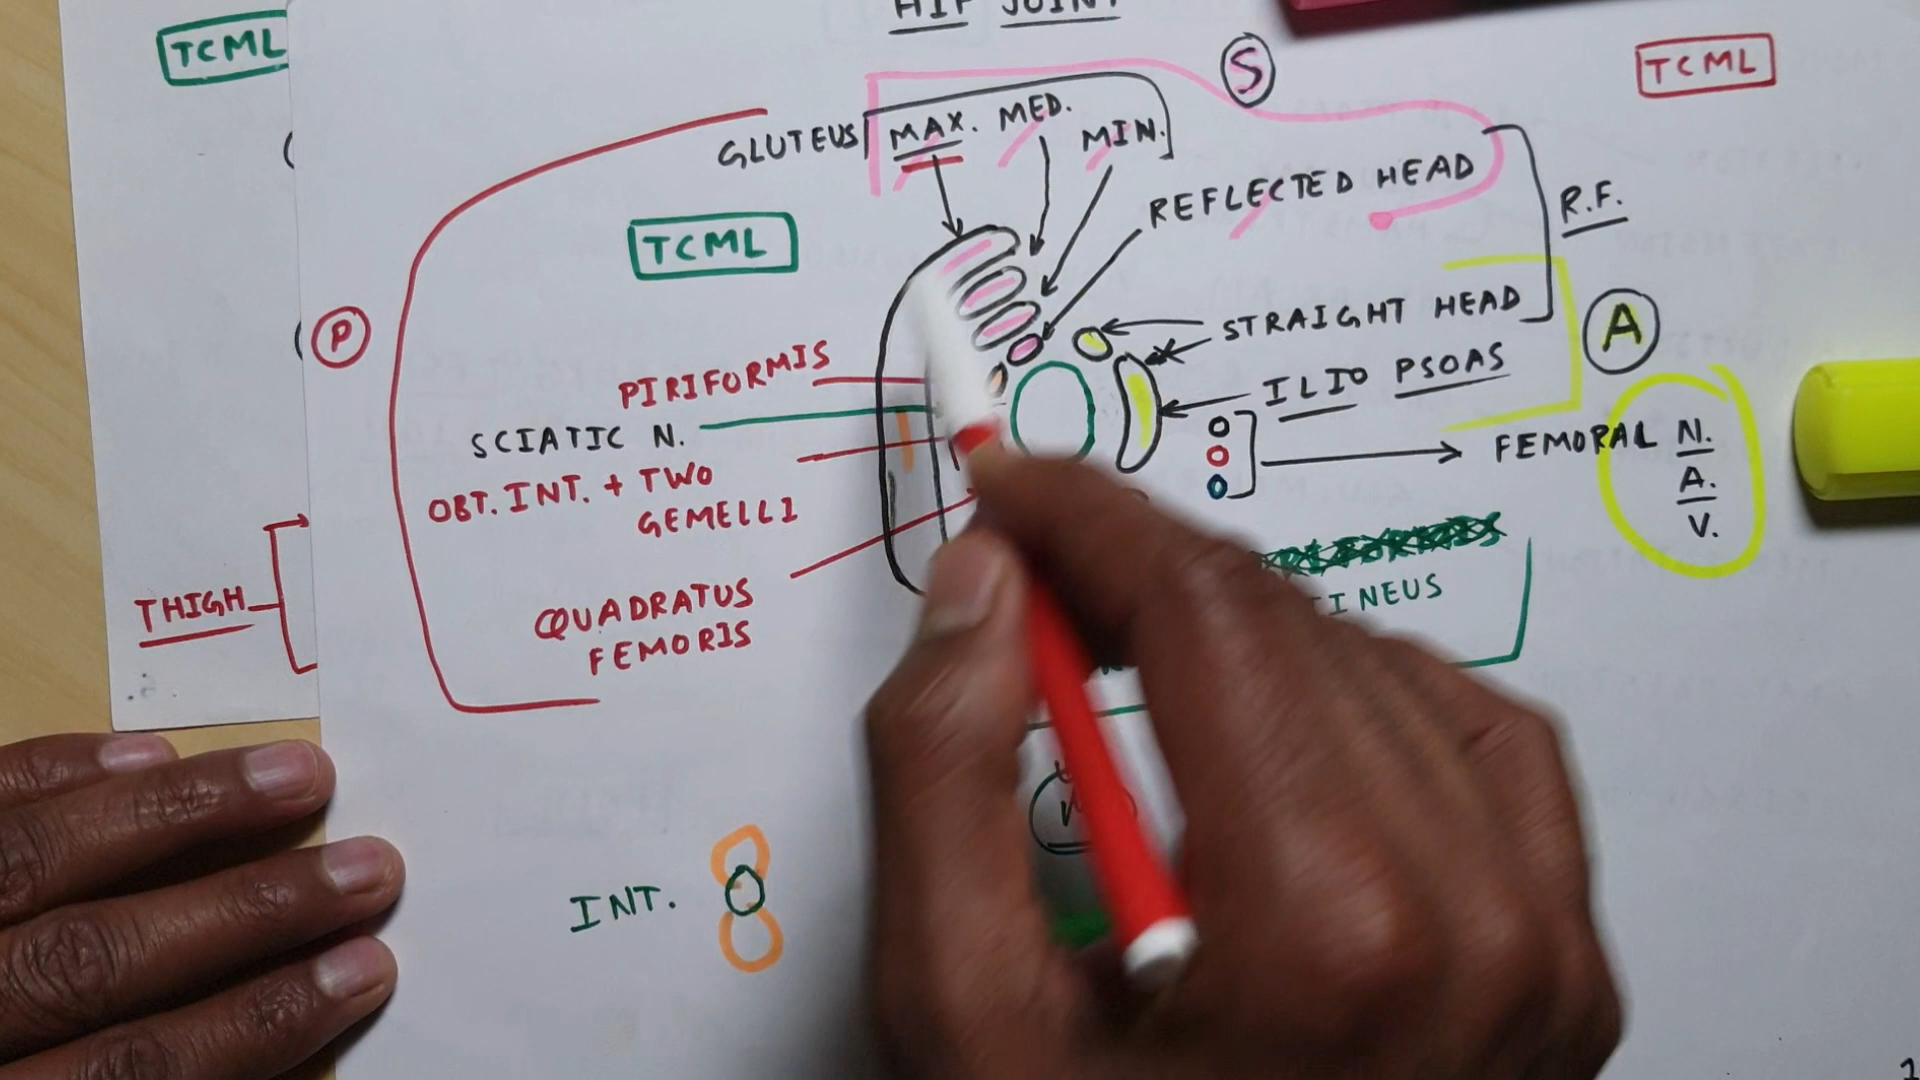 HIP JOINT
TCML
TCML
S
GLUTEUS MAX. MED. MIN.
REFLECTED HEAD
R.F.
TCML
P
STRAIGHT HEAD
A
PIRIFORMIS
ILIO PSOAS
SCIATIC N.
FEMORAL N.
A.
V.
OBT. INT. + TWO
GEMELLI
QUADRATUS
FEMORIS
THIGH
INT.